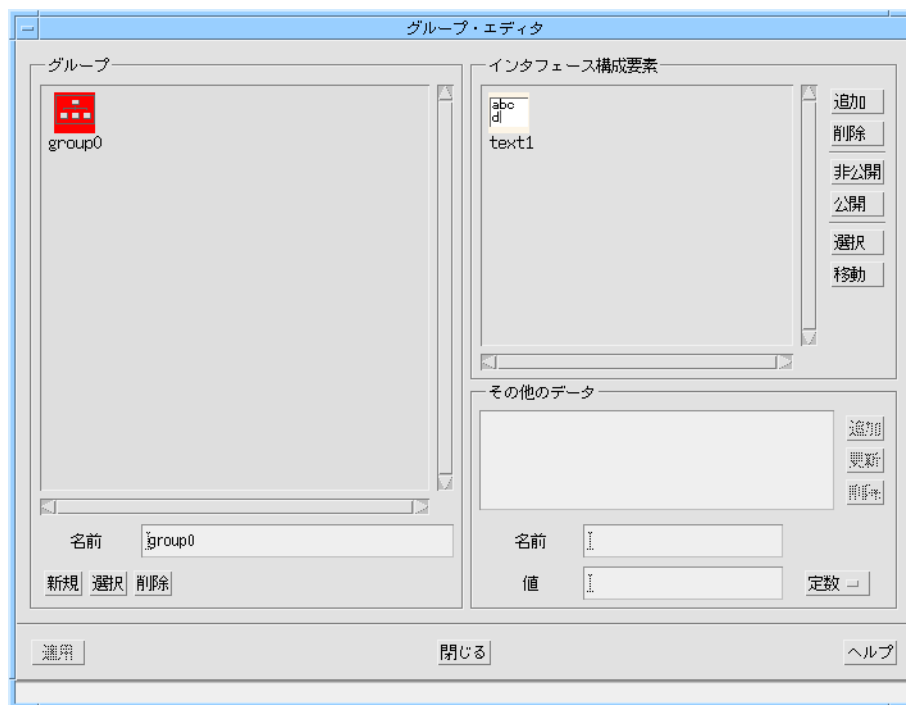 グループ・エディタ
グループ
group0
名前 group0
新規 選択 削除
インタフェース構成要素
abc
d
text1
追加
削除
非公開
公開
選択
移動
その他のデータ
追加
更新
削除
名前
値 定数
適用 閉じる ヘルプ